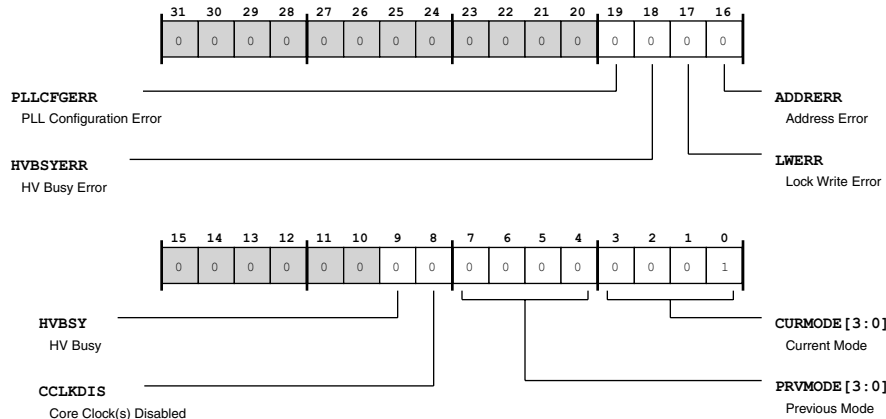 31 30 29 28 27 26 25 24 23 22 21 20 19 18 17 16
0 0 0 0 0 0 0 0 0 0 0 0 0 0 0 0
PLLCFGERR
PLL Configuration Error
ADDRERR
Address Error
HVBSYERR
HV Busy Error
LWERR
Lock Write Error
15 14 13 12 11 10 9 8 7 6 5 4 3 2 1 0
0 0 0 0 0 0 0 0 0 0 0 0 0 0 0 1
HVBSY
HV Busy
CURMODE[3:0]
Current Mode
CCLKDIS
Core Clock(s) Disabled
PRVMODE[3:0]
Previous Mode